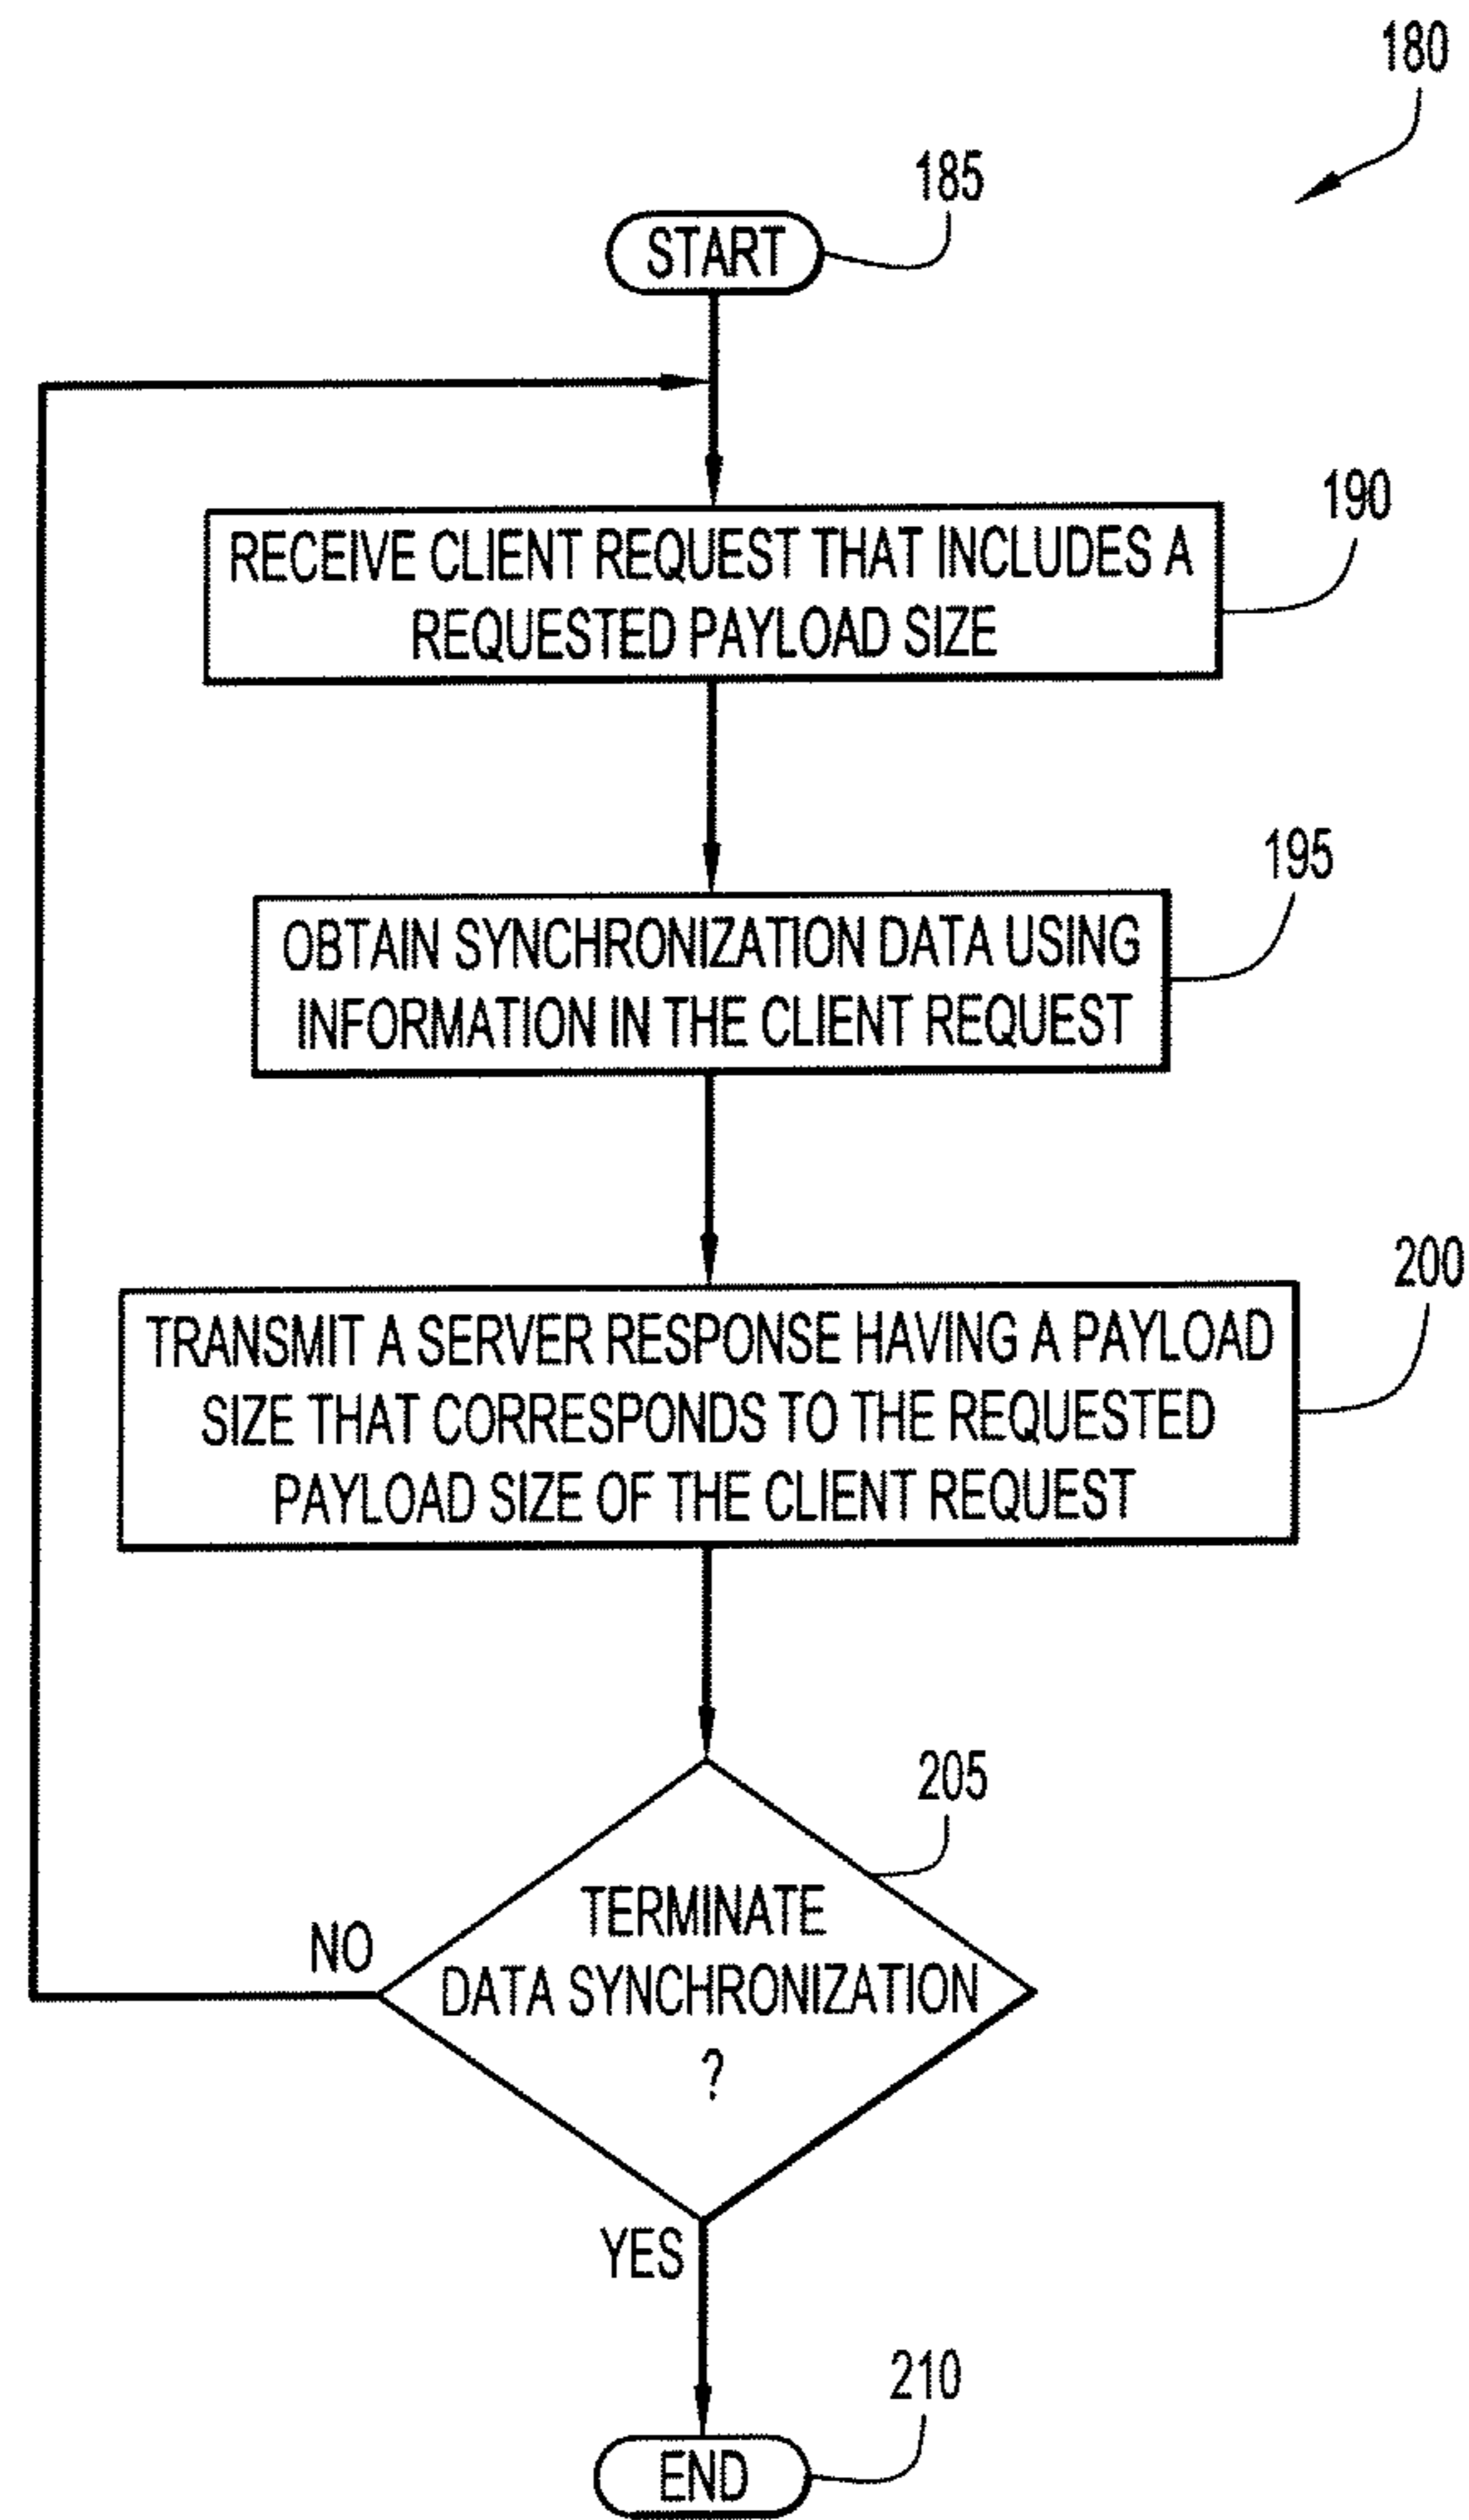 180
185
START
190
RECEIVE CLIENT REQUEST THAT INCLUDES A
REQUESTED PAYLOAD SIZE
195
OBTAIN SYNCHRONIZATION DATA USING
INFORMATION IN THE CLIENT REQUEST
200
TRANSMIT A SERVER RESPONSE HAVING A PAYLOAD
SIZE THAT CORRESPONDS TO THE REQUESTED
PAYLOAD SIZE OF THE CLIENT REQUEST
205
TERMINATE
DATA SYNCHRONIZATION
?
NO
YES
210
END